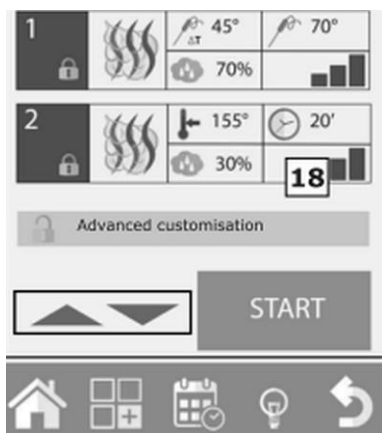 1 45° 70°
ΔT
70%
2 155° 20'
30%
18
Advanced customisation
START